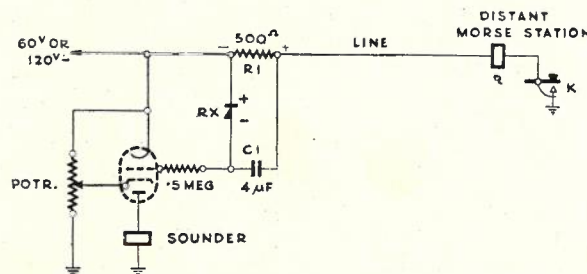 DISTANT
MORSE STATION
60V OR
120V-
-
500Ω
+
R1
LINE
R
K
RX
+
-
C1
4µF
·5 MEG
POTR.
SOUNDER